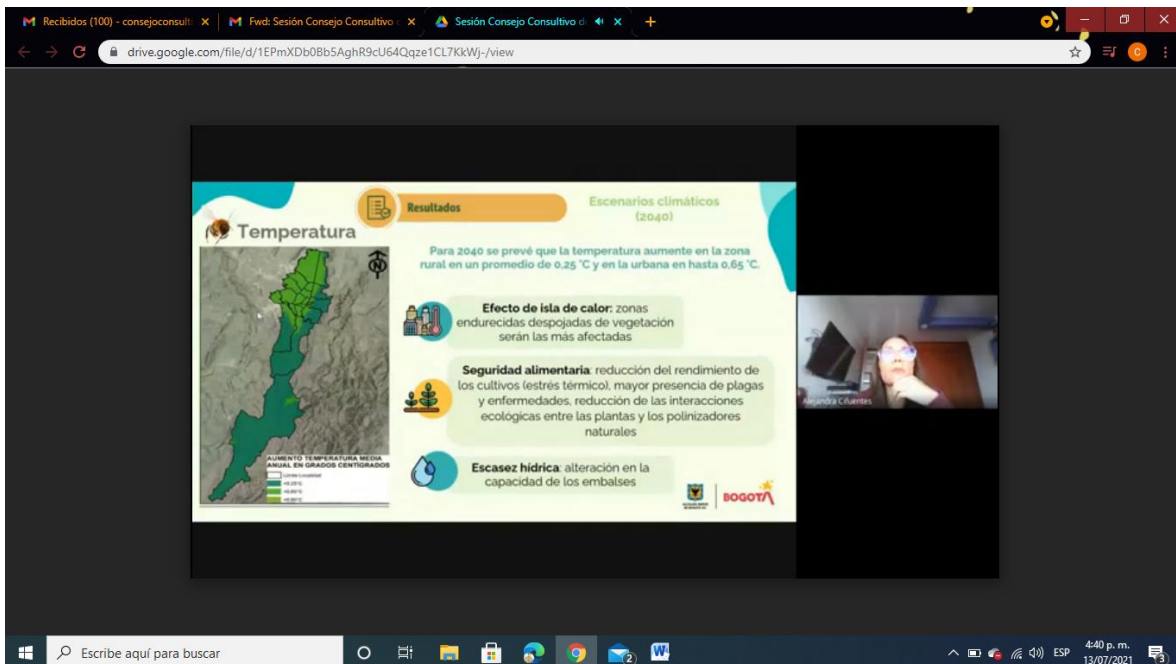 Recibidos (100) - consejoconsulti
Fwd: Sesión Consejo Consultivo d
Sesión Consejo Consultivo d
drive.google.com/file/d/1EPmXDb0Bb5AghR9cU64Qqze1CL7KkWj-/view
C
Resultados
Escenarios climáticos
(2040)
Temperatura
Para 2040 se prevé que la temperatura aumente en la zona
rural en un promedio de 0,25 °C y en la urbana en hasta 0,65 °C.
N
Efecto de isla de calor: zonas
endurecidas despojadas de vegetación
serán las más afectadas
Seguridad alimentaria: reducción del rendimiento de
los cultivos (estrés térmico), mayor presencia de plagas
y enfermedades, reducción de las interacciones
ecológicas entre las plantas y los polinizadores
naturales
AUMENTO TEMPERATURA MEDIA
ANUAL EN GRADOS CENTIGRADOS
Escasez hídrica: alteración en la
capacidad de los embalses
BOGOTÁ
Alejandra Cifuentes
Escribe aquí para buscar
2
W
ESP
4:40 p. m.
13/07/2021